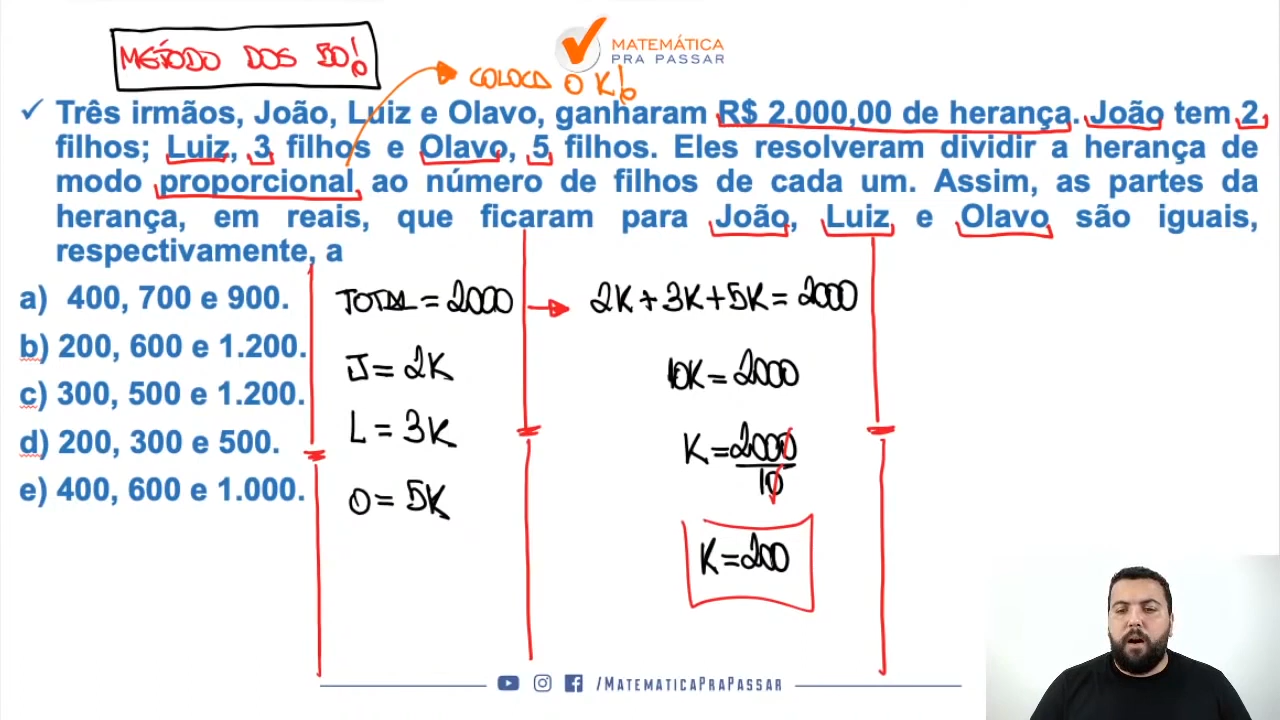 MÉTODO DOS 50!
MATEMÁTICA
PRA PASSAR
COLOCA O K!
Três irmãos, João, Luiz e Olavo, ganharam R$ 2.000,00 de herança. João tem 2
filhos; Luiz, 3 filhos e Olavo, 5 filhos. Eles resolveram dividir a herança de
modo proporcional ao número de filhos de cada um. Assim, as partes da
herança, em reais, que ficaram para João, Luiz e Olavo são iguais,
respectivamente, a
a) 400, 700 e 900.
b) 200, 600 e 1.200.
c) 300, 500 e 1.200.
d) 200, 300 e 500.
e) 400, 600 e 1.000.
TOTAL = 2000
J = 2K
L = 3K
O = 5K
2K + 3K + 5K = 2000
10K = 2000
K = 2000
10
K = 200
/MATEMATICAPRAPASSAR